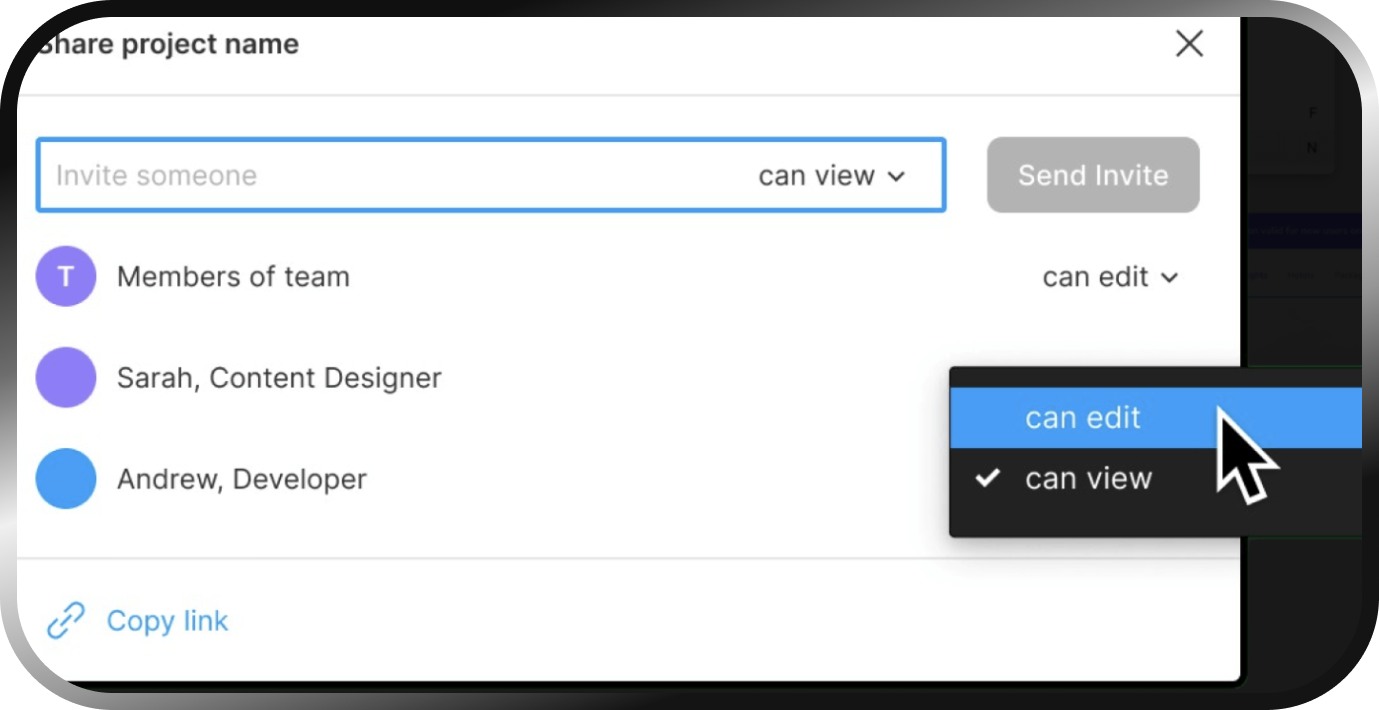 Share project name
Invite someone can view Send Invite
T Members of team can edit
Sarah, Content Designer
can edit
Andrew, Developer can view
Copy link
F
N